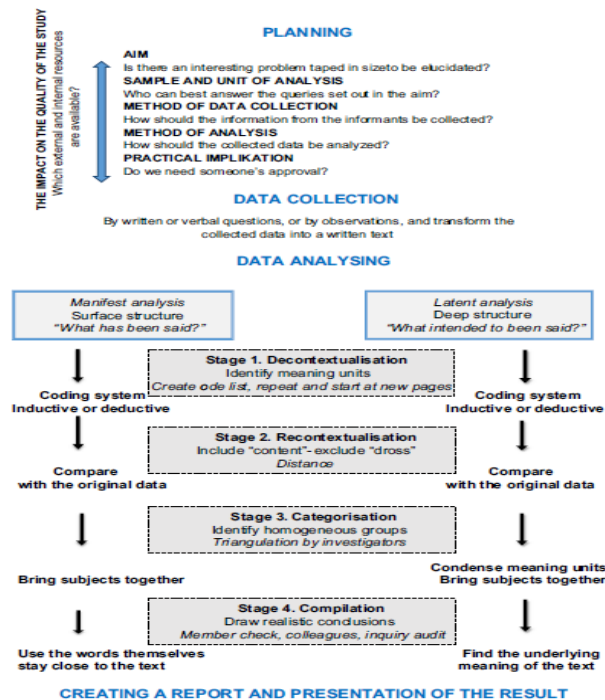 THE IMPACT ON THE QUALITY OF THE STUDY
Which external and internal resources
are available?
PLANNING
AIM
Is there an interesting problem taped in sizeto be elucidated?
SAMPLE AND UNIT OF ANALYSIS
Who can best answer the queries set out in the aim?
METHOD OF DATA COLLECTION
How should the information from the informants be collected?
METHOD OF ANALYSIS
How should the collected data be analyzed?
PRACTICAL IMPLIKATION
Do we need someone's approval?
DATA COLLECTION
By written or verbal questions, or by observations, and transform the
collected data into a written text
DATA ANALYSING
Manifest analysis
Surface structure
"What has been said?"
Latent analysis
Deep structure
"What intended to been said?"
Stage 1. Decontextualisation
Identify meaning units
Create ode list, repeat and start at new pages
Coding system
Inductive or deductive
Coding system
Inductive or deductive
Stage 2. Recontextualisation
Include "content"- exclude "dross"
Distance
Compare
with the original data
Compare
with the original data
Stage 3. Categorisation
Identify homogeneous groups
Triangulation by investigators
Bring subjects together
Condense meaning units
Bring subjects together
Stage 4. Compilation
Draw realistic conclusions
Member check, colleagues, inquiry audit
Use the words themselves
stay close to the text
Find the underlying
meaning of the text
CREATING A REPORT AND PRESENTATION OF THE RESULT